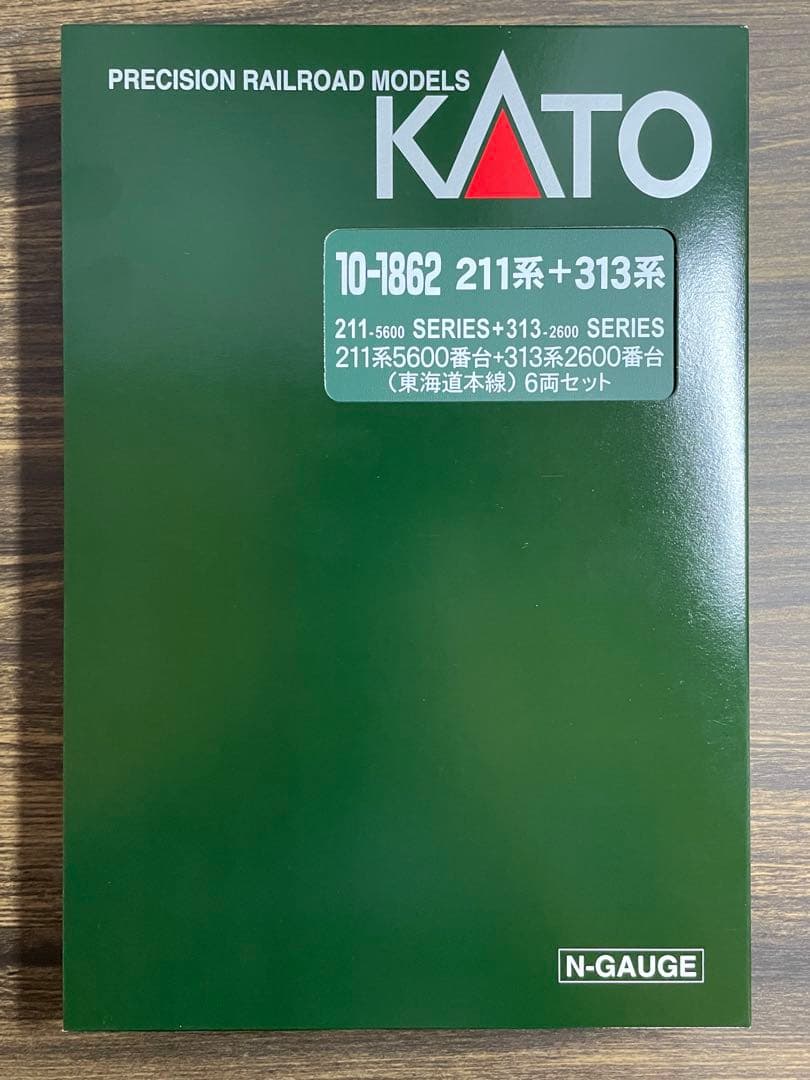 PRECISION RAILROAD MODELS
KATO
10-1862 211系+313系
211-5600 SERIES+313-2600 SERIES
211系5600番台+313系2600番台
(東海道本線) 6両セット
N-GAUGE